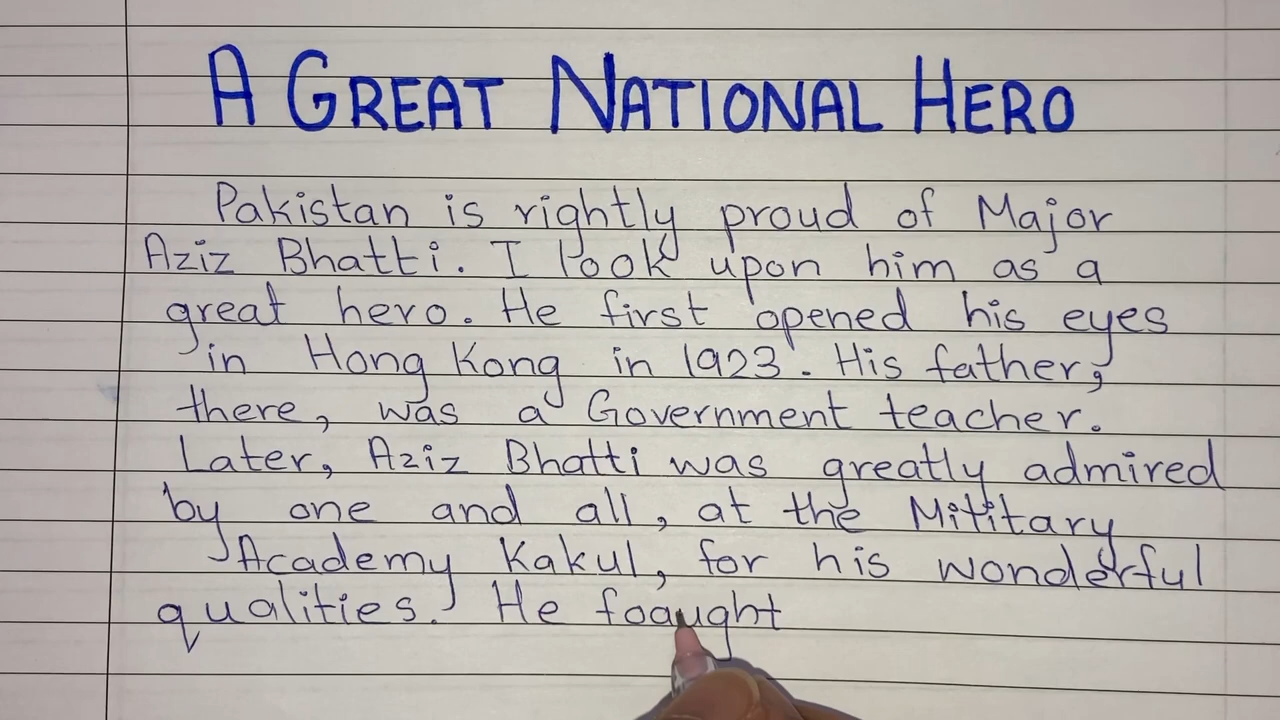 A GREAT NATIONAL HERO
Pakistan is rightly proud of Major
Aziz Bhatti. I look upon him as a
great hero. He first opened his eyes
in Hong Kong in 1923. His father,
there, was a Government teacher.
Later, Aziz Bhatti was greatly admired
by one and all, at the Mititary
Academy Kakul, for his wonderful
qualities. He foaught